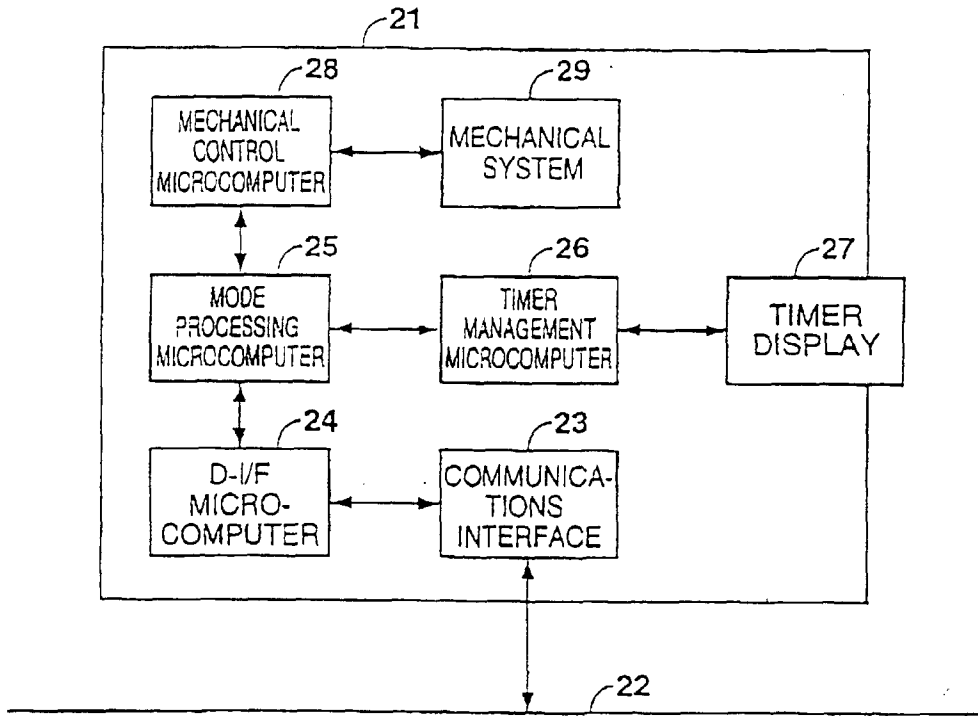 21
28
MECHANICAL
CONTROL
MICROCOMPUTER
29
MECHANICAL
SYSTEM
25
MODE
PROCESSING
MICROCOMPUTER
26
TIMER
MANAGEMENT
MICROCOMPUTER
27
TIMER
DISPLAY
24
D-I/F
MICRO-
COMPUTER
23
COMMUNICA-
TIONS
INTERFACE
22